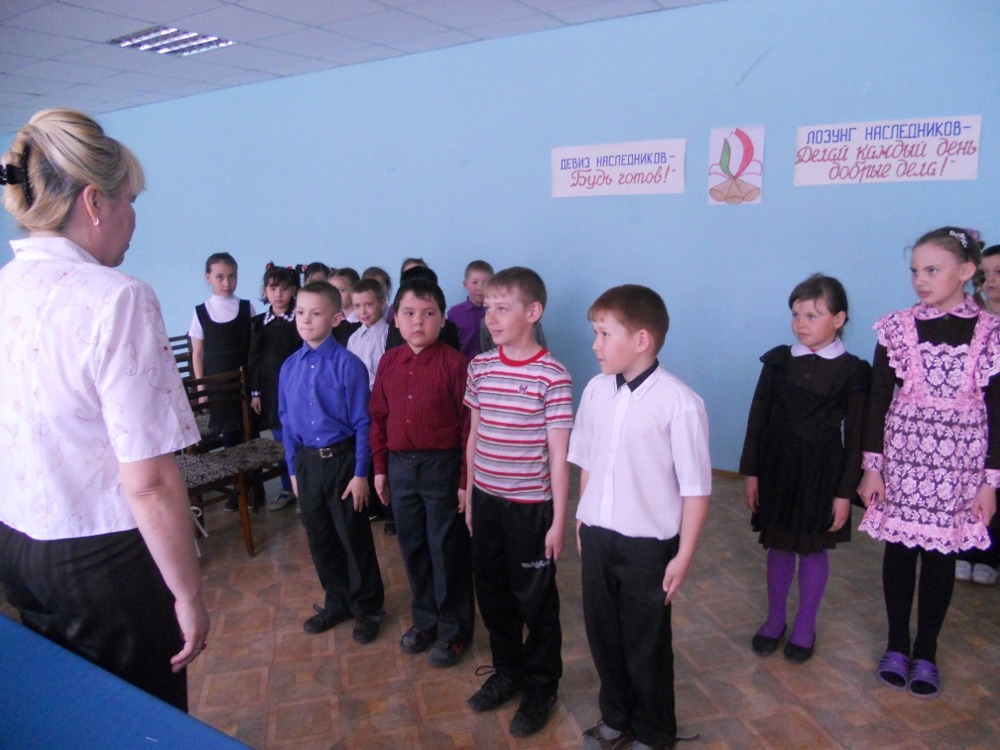 ДЕВИЗ НАСЛЕДНИКОВ –
"Будь готов!"
ЛОЗУНГ НАСЛЕДНИКОВ –
"Делай каждый день
добрые дела!"